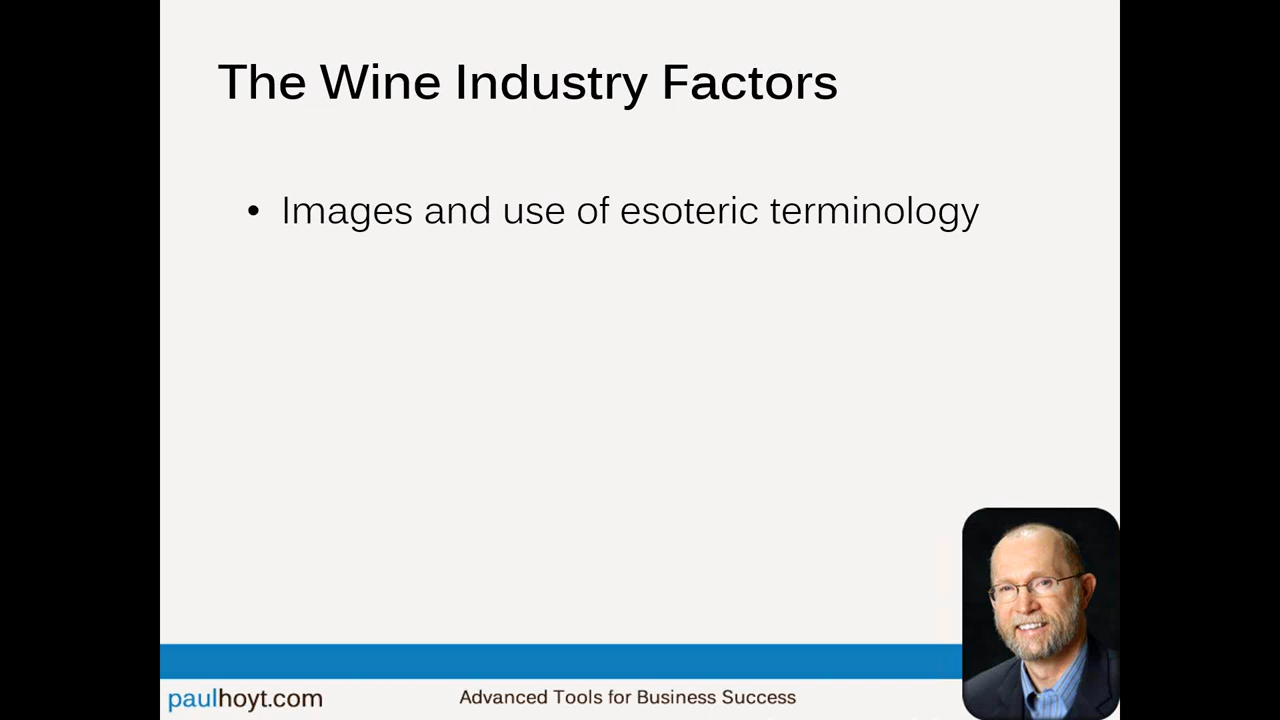 The Wine Industry Factors
• Images and use of esoteric terminology
paulhoyt.com
Advanced Tools for Business Success